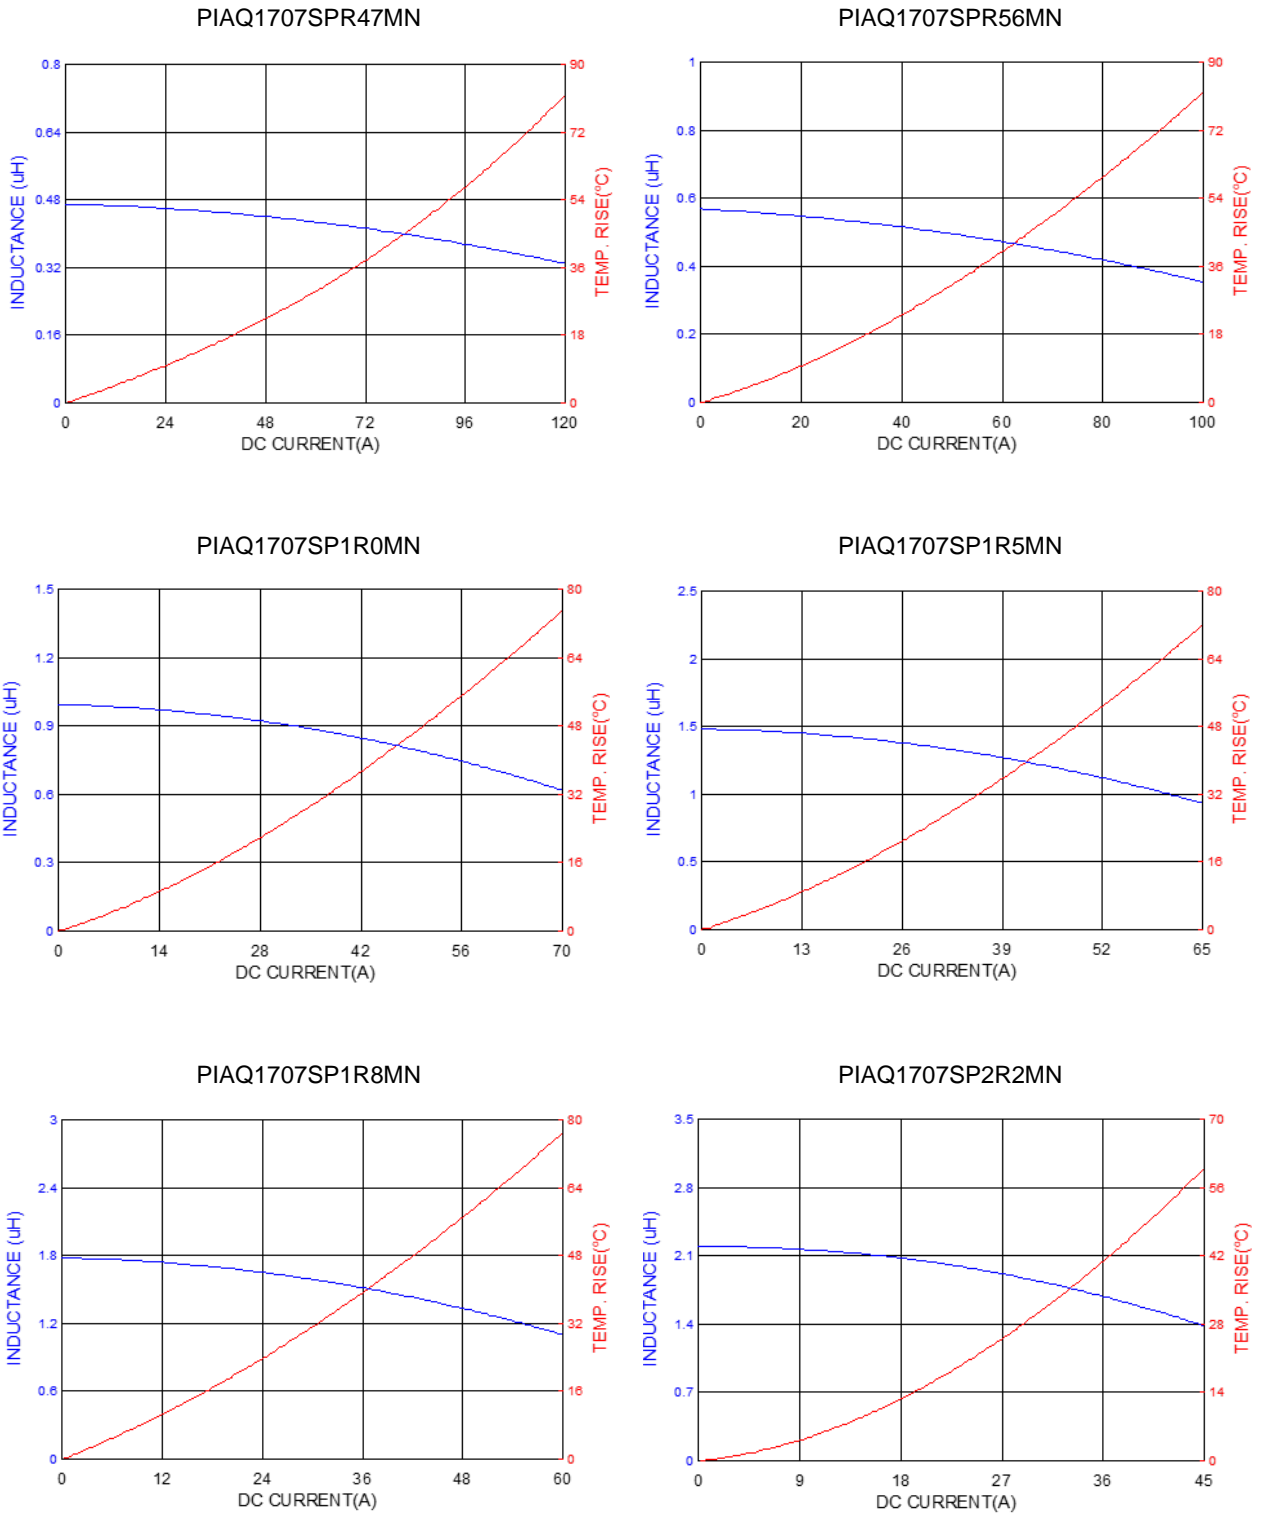 PIAQ1707SPR47MN
0.8
0.64
0.48
0.32
0.16
0
INDUCTANCE (uH)
90
72
54
36
18
0
TEMP. RISE(ºC)
0 24 48 72 96 120
DC CURRENT(A)
PIAQ1707SPR56MN
1
0.8
0.6
0.4
0.2
0
INDUCTANCE (uH)
90
72
54
36
18
0
TEMP. RISE(ºC)
0 20 40 60 80 100
DC CURRENT(A)
PIAQ1707SP1R0MN
1.5
1.2
0.9
0.6
0.3
0
INDUCTANCE (uH)
80
64
48
32
16
0
TEMP. RISE(ºC)
0 14 28 42 56 70
DC CURRENT(A)
PIAQ1707SP1R5MN
2.5
2
1.5
1
0.5
0
INDUCTANCE (uH)
80
64
48
32
16
0
TEMP. RISE(ºC)
0 13 26 39 52 65
DC CURRENT(A)
PIAQ1707SP1R8MN
3
2.4
1.8
1.2
0.6
0
INDUCTANCE (uH)
80
64
48
32
16
0
TEMP. RISE(ºC)
0 12 24 36 48 60
DC CURRENT(A)
PIAQ1707SP2R2MN
3.5
2.8
2.1
1.4
0.7
0
INDUCTANCE (uH)
70
56
42
28
14
0
TEMP. RISE(ºC)
0 9 18 27 36 45
DC CURRENT(A)